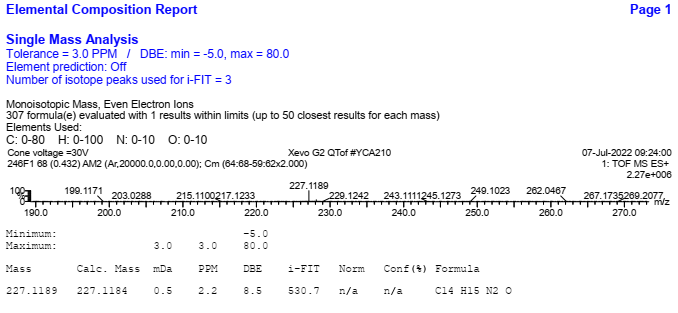 Elemental Composition Report Page 1
Single Mass Analysis
Tolerance = 3.0 PPM / DBE: min = -5.0, max = 80.0
Element prediction: Off
Number of isotope peaks used for i-FIT = 3
Monoisotopic Mass, Even Electron Ions
307 formula(e) evaluated with 1 results within limits (up to 50 closest results for each mass)
Elements Used:
C: 0-80 H: 0-100 N: 0-10 O: 0-10
Cone voltage =30V Xevo G2 QTof #YCA210 07-Jul-2022 09:24:00
246F1 68 (0.432) AM2 (Ar,20000.0,0.00,0.00); Cm (64:68-59:62x2.000) 1: TOF MS ES+
2.27e+006
227.1189
100 199.1171 203.0288 215.1100 217.1233 229.1242 243.1111 245.1273 249.1023 262.0467 267.1735 269.2077
% 
0 m/z
190.0 200.0 210.0 220.0 230.0 240.0 250.0 260.0 270.0
Minimum: -5.0
Maximum: 3.0 3.0 80.0
Mass Calc. Mass mDa PPM DBE i-FIT Norm Conf(%) Formula
227.1189 227.1184 0.5 2.2 8.5 530.7 n/a n/a C14 H15 N2 O